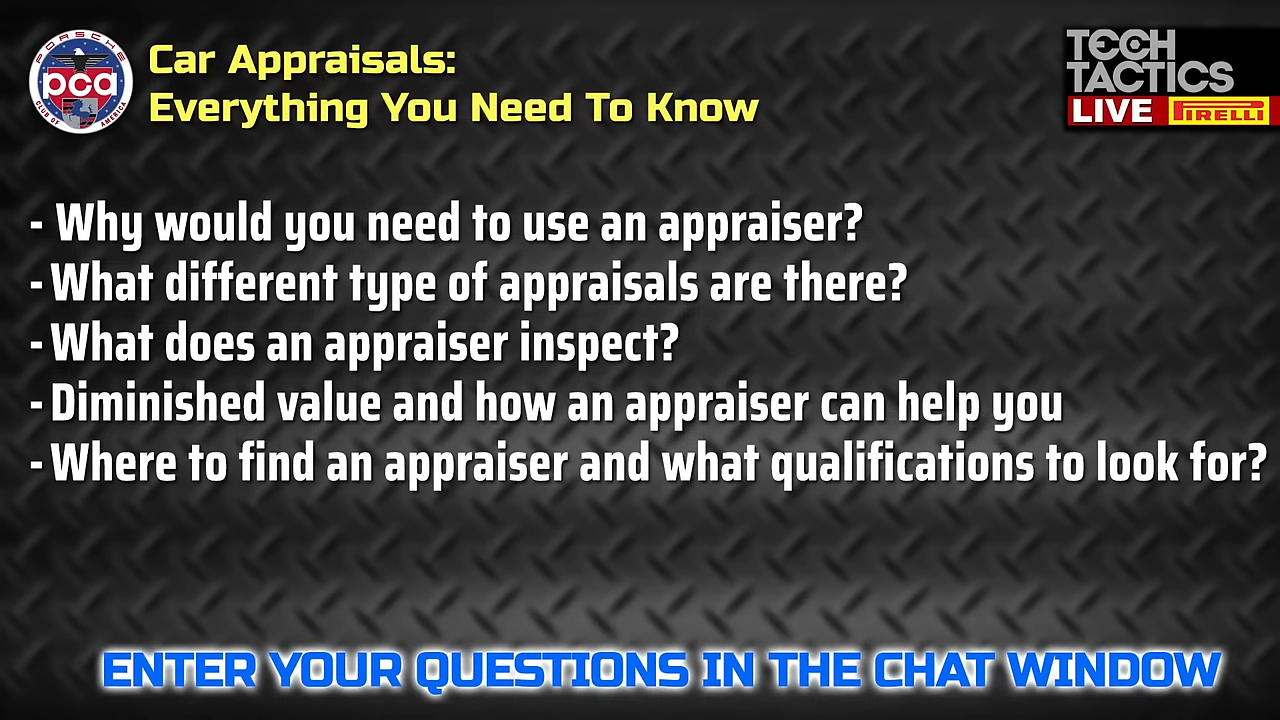 PORSCHE
pca
CLUB OF AMERICA
Car Appraisals:
Everything You Need To Know
TECH
TACTICS
LIVE PIRELLI
- Why would you need to use an appraiser?
- What different type of appraisals are there?
- What does an appraiser inspect?
- Diminished value and how an appraiser can help you
- Where to find an appraiser and what qualifications to look for?
ENTER YOUR QUESTIONS IN THE CHAT WINDOW